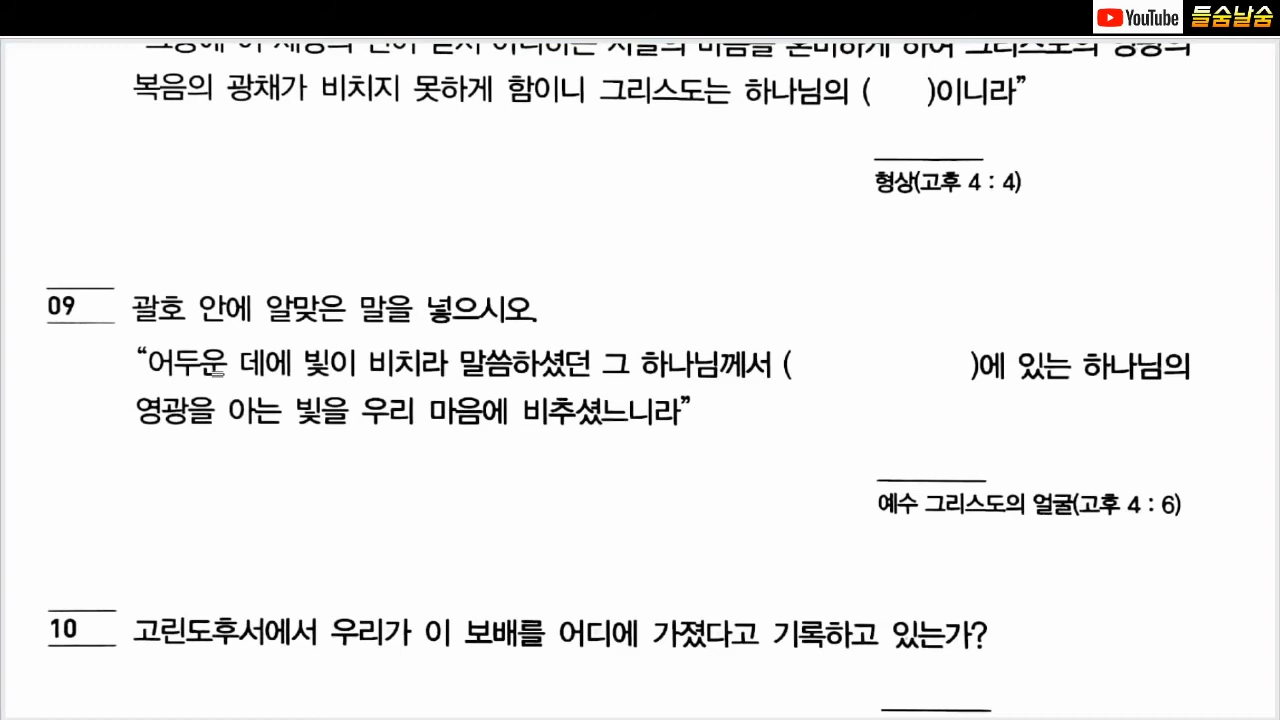 YouTube 들숨날숨
복음의 광채가 비치지 못하게 함이니 그리스도는 하나님의 ( )이니라”
형상(고후 4 : 4)
09 괄호 안에 알맞은 말을 넣으시오.
“어두운 데에 빛이 비치라 말씀하셨던 그 하나님께서 ( )에 있는 하나님의
영광을 아는 빛을 우리 마음에 비추셨느니라”
예수 그리스도의 얼굴(고후 4 : 6)
10 고린도후서에서 우리가 이 보배를 어디에 가졌다고 기록하고 있는가?